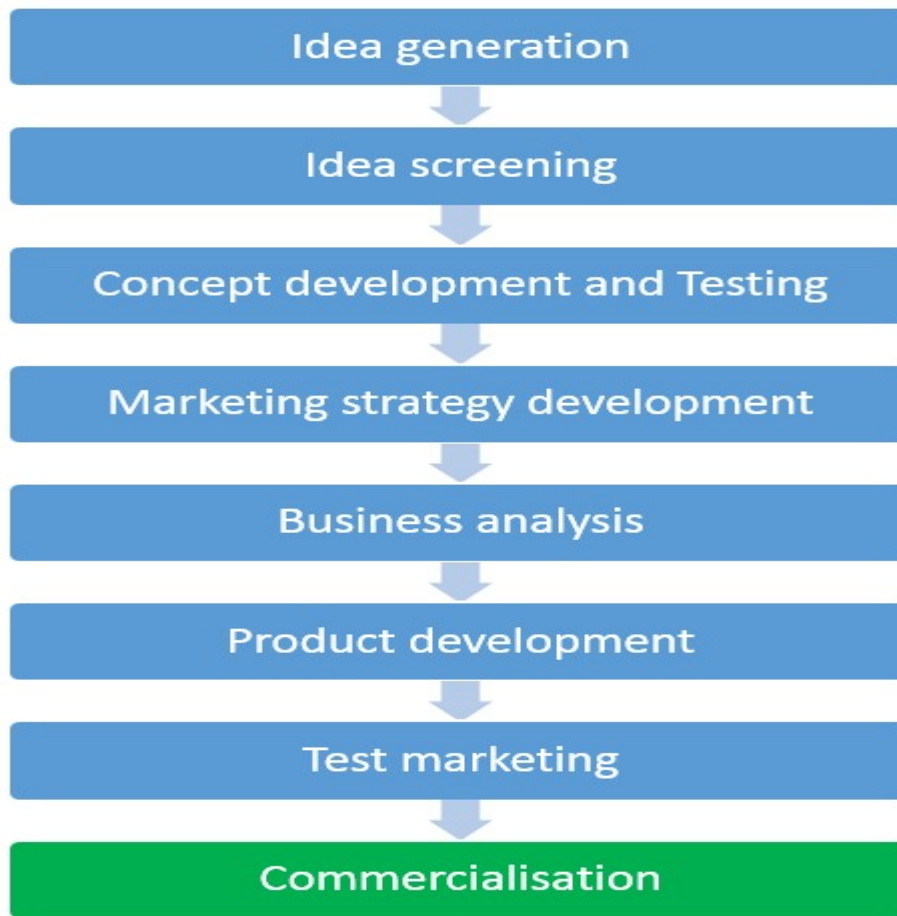 Idea generation
Idea screening
Concept development and Testing
Marketing strategy development
Business analysis
Product development
Test marketing
Commercialisation